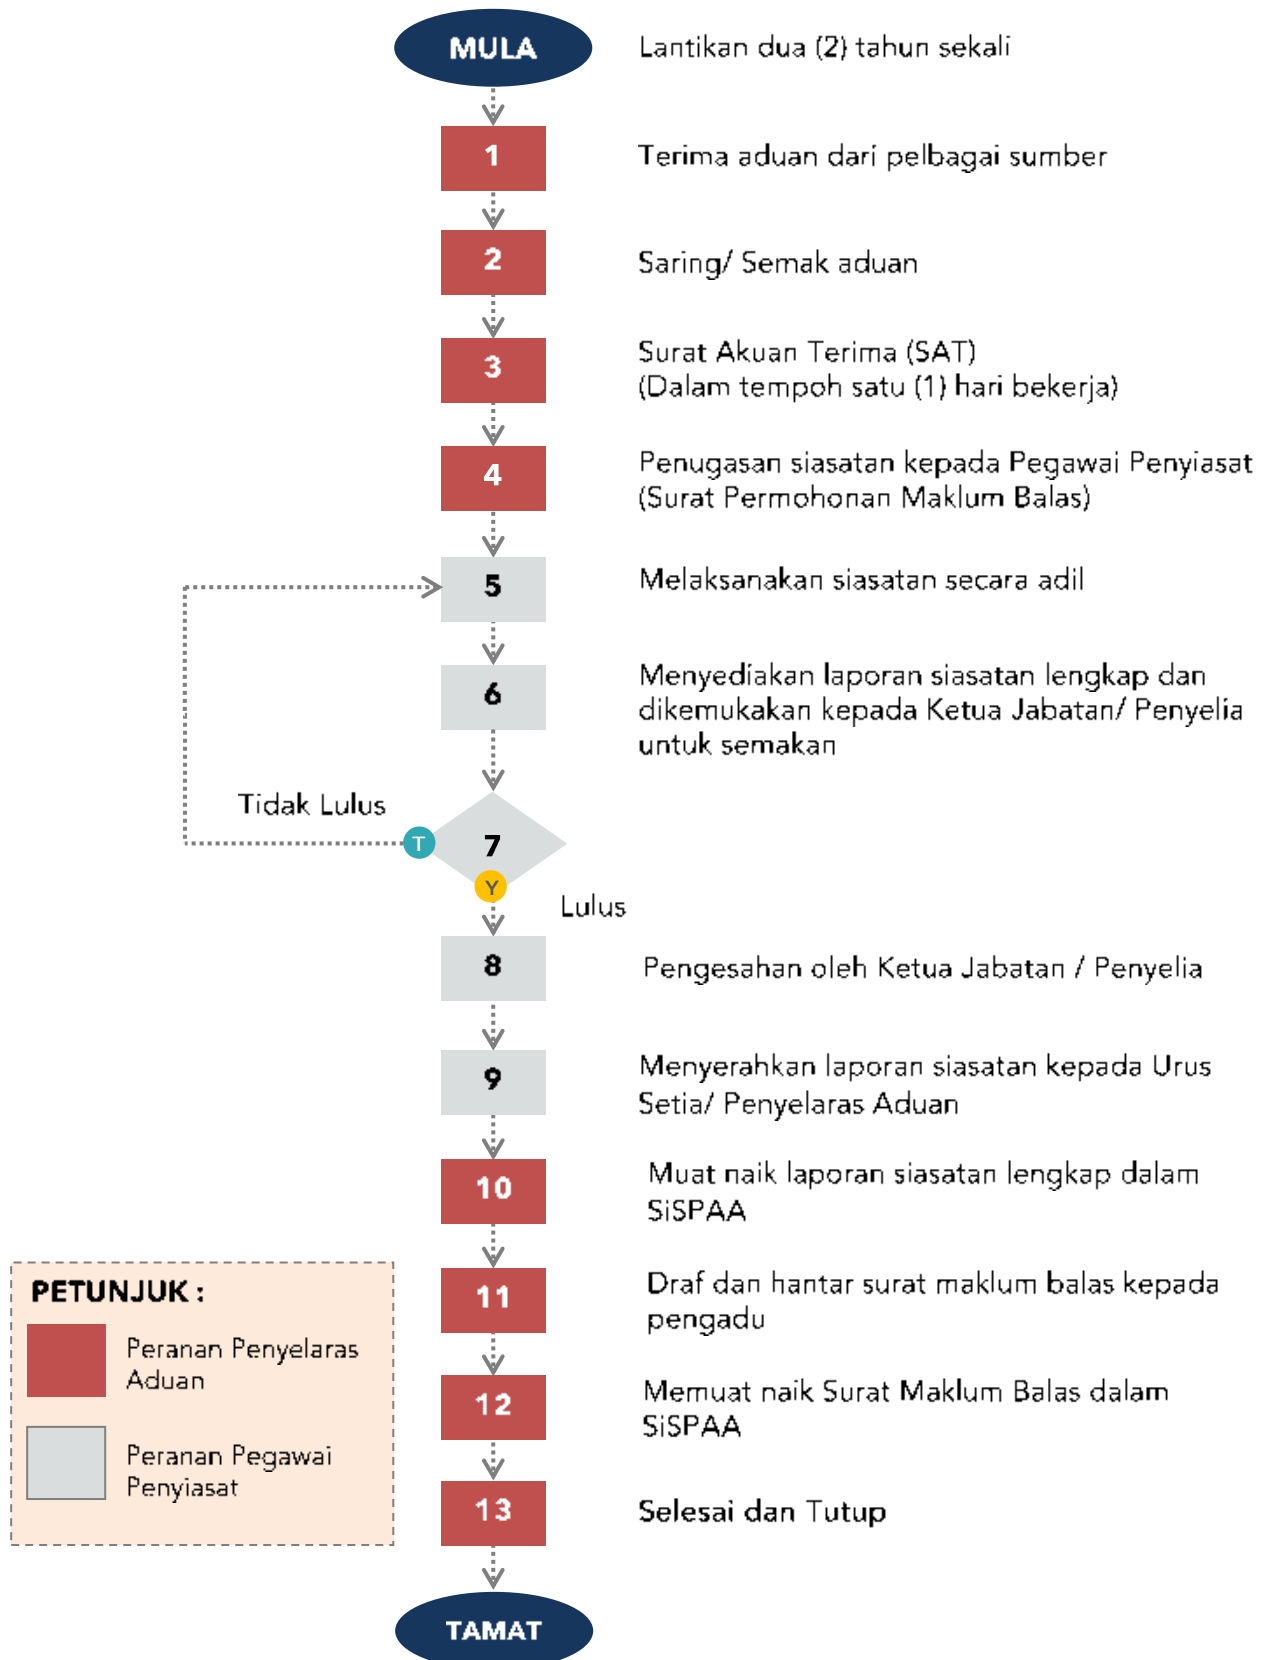 MULA
Lantikan dua (2) tahun sekali
1
Terima aduan dari pelbagai sumber
2
Saring/ Semak aduan
3
Surat Akuan Terima (SAT)
(Dalam tempoh satu (1) hari bekerja)
4
Penugasan siasatan kepada Pegawai Penyiasat
(Surat Permohonan Maklum Balas)
5
Melaksanakan siasatan secara adil
6
Menyediakan laporan siasatan lengkap dan
dikemukakan kepada Ketua Jabatan/ Penyelia
untuk semakan
Tidak Lulus
T
7
Y
Lulus
8
Pengesahan oleh Ketua Jabatan / Penyelia
9
Menyerahkan laporan siasatan kepada Urus
Setia/ Penyelaras Aduan
10
Muat naik laporan siasatan lengkap dalam
SiSPAA
11
Draf dan hantar surat maklum balas kepada
pengadu
12
Memuat naik Surat Maklum Balas dalam
SiSPAA
13
Selesai dan Tutup
TAMAT
PETUNJUK :
Peranan Penyelaras
Aduan
Peranan Pegawai
Penyiasat